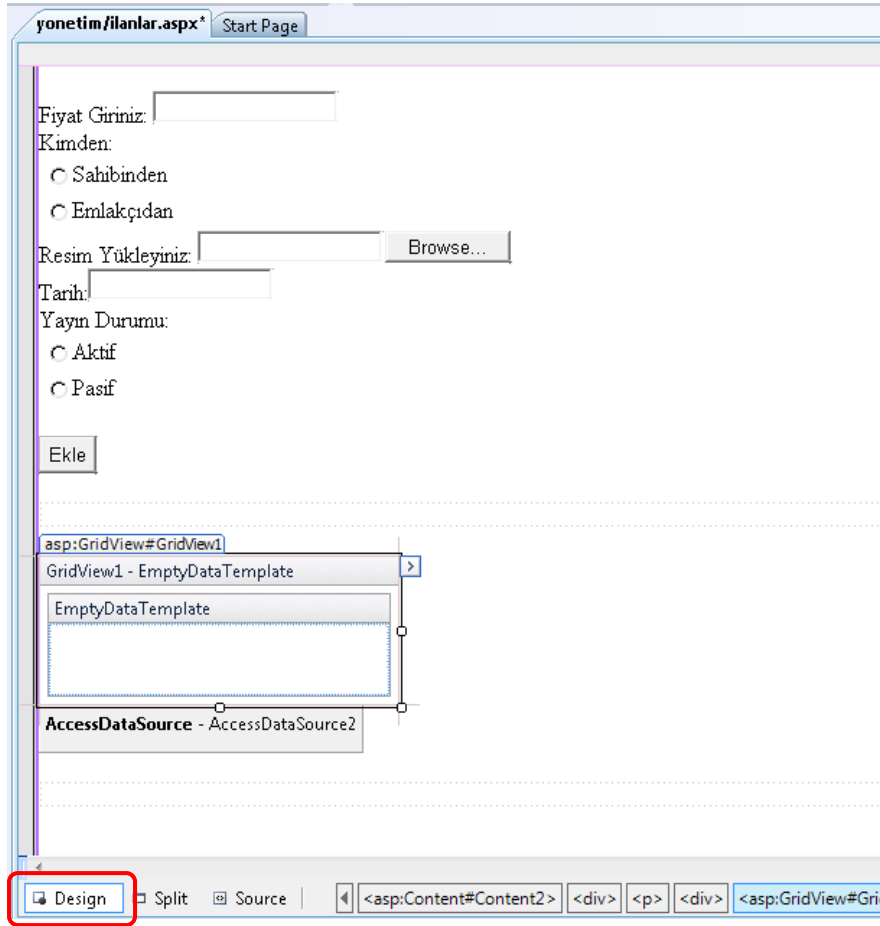 yonetim/ilanlar.aspx* Start Page
Fiyat Giriniz:
Kimden:
Sahibinden
Emlakçıdan
Resim Yükleyiniz: Browse...
Tarih:
Yayın Durumu:
Aktif
Pasif
Ekle
asp:GridView#GridView1
GridView1 - EmptyDataTemplate
EmptyDataTemplate
AccessDataSource - AccessDataSource2
Design Split Source <asp:Content#Content2> <div> <p> <div> <asp:GridView#Gri